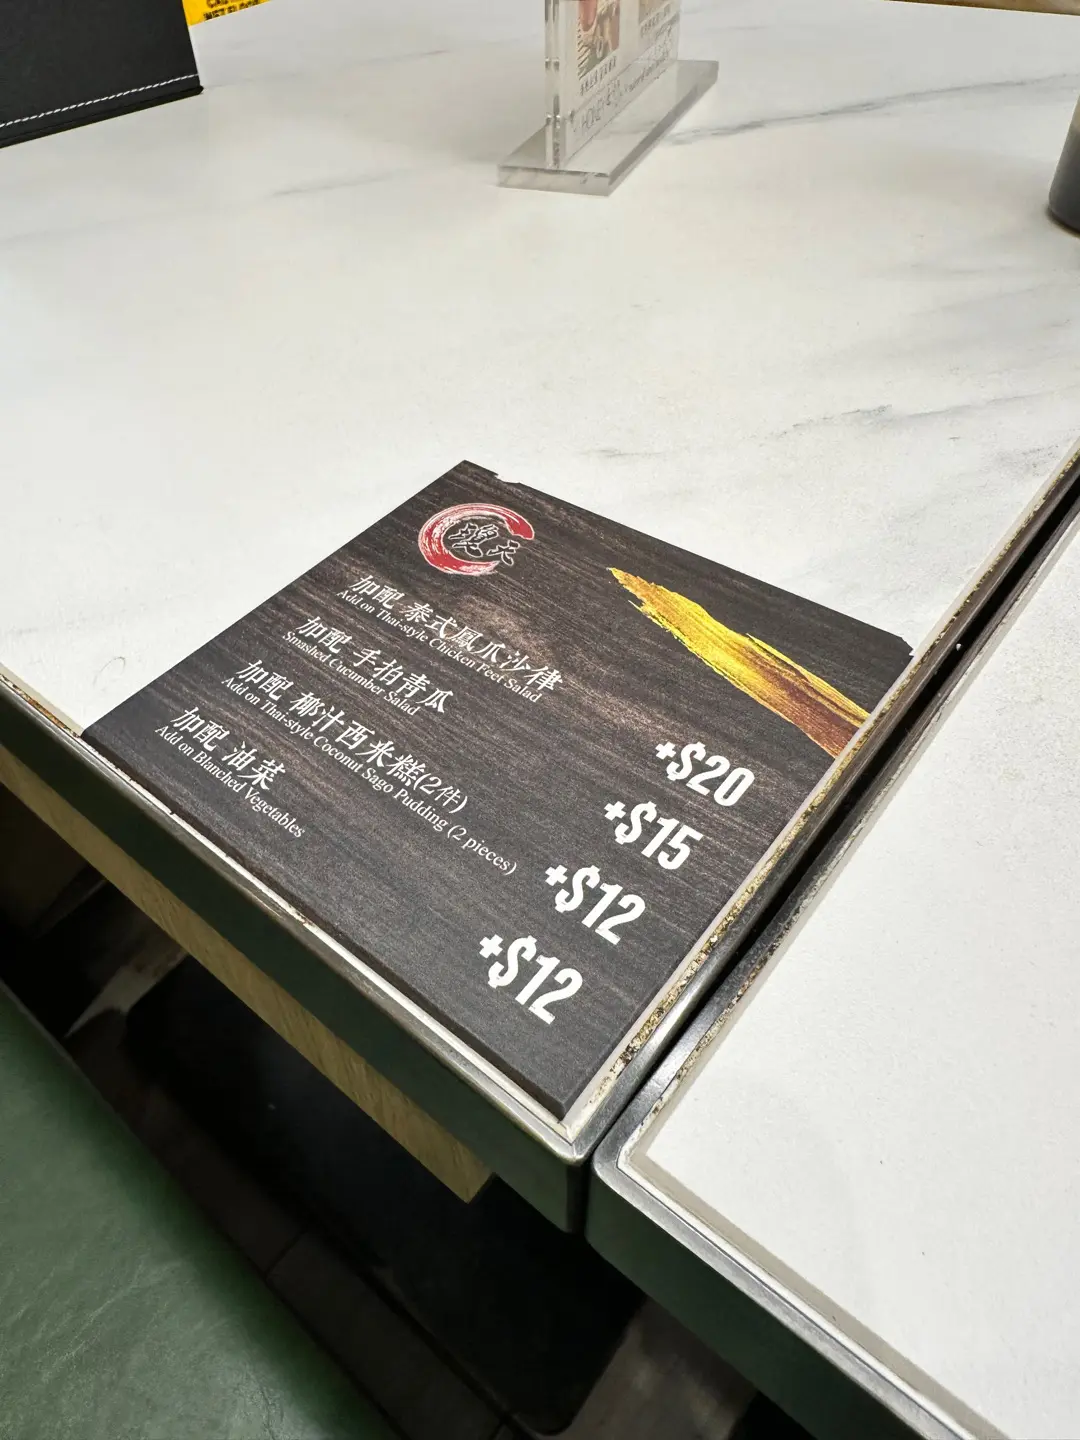 加配 泰式鳳爪沙律
Add on Thai-style Chicken Feet Salad
+$20
加配 手拍青瓜
Smashed Cucumber Salad
+$15
加配 椰汁西米糕(2件)
Add on Thai-style Coconut Sago Pudding (2 pieces)
+$12
加配 油菜
Add on Blanched Vegetables
+$12